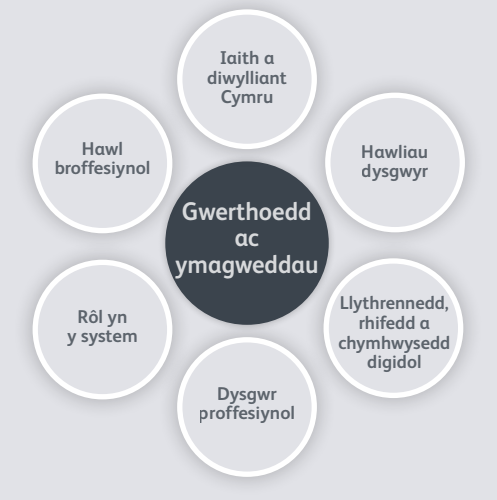 Iaith a
diwylliant
Cymru
Hawl
broffesiynol
Hawliau
dysgwyr
Gwerthoedd
ac
ymagweddau
Rôl yn
y system
Llythrennedd,
rhifedd a
chymhwysedd
digidol
Dysgwr
proffesiynol